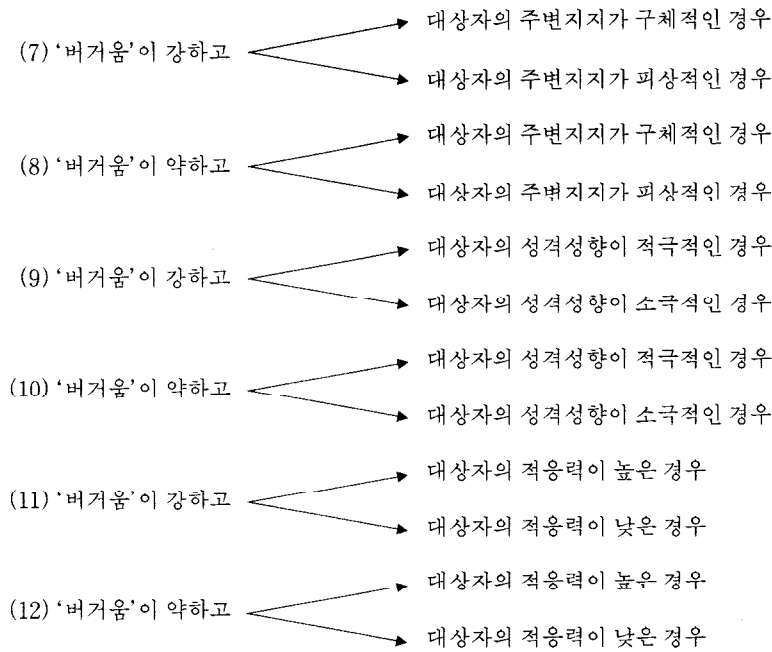 대상자의 주변지지가 구체적인 경우
(7) ‘버거움’이 강하고
대상자의 주변지지가 피상적인 경우
대상자의 주변지지가 구체적인 경우
(8) ‘버거움’이 약하고
대상자의 주변지지가 피상적인 경우
대상자의 성격성향이 적극적인 경우
(9) ‘버거움’이 강하고
대상자의 성격성향이 소극적인 경우
대상자의 성격성향이 적극적인 경우
(10) ‘버거움’이 약하고
대상자의 성격성향이 소극적인 경우
대상자의 적응력이 높은 경우
(11) ‘버거움’이 강하고
대상자의 적응력이 낮은 경우
대상자의 적응력이 높은 경우
(12) ‘버거움’이 약하고
대상자의 적응력이 낮은 경우